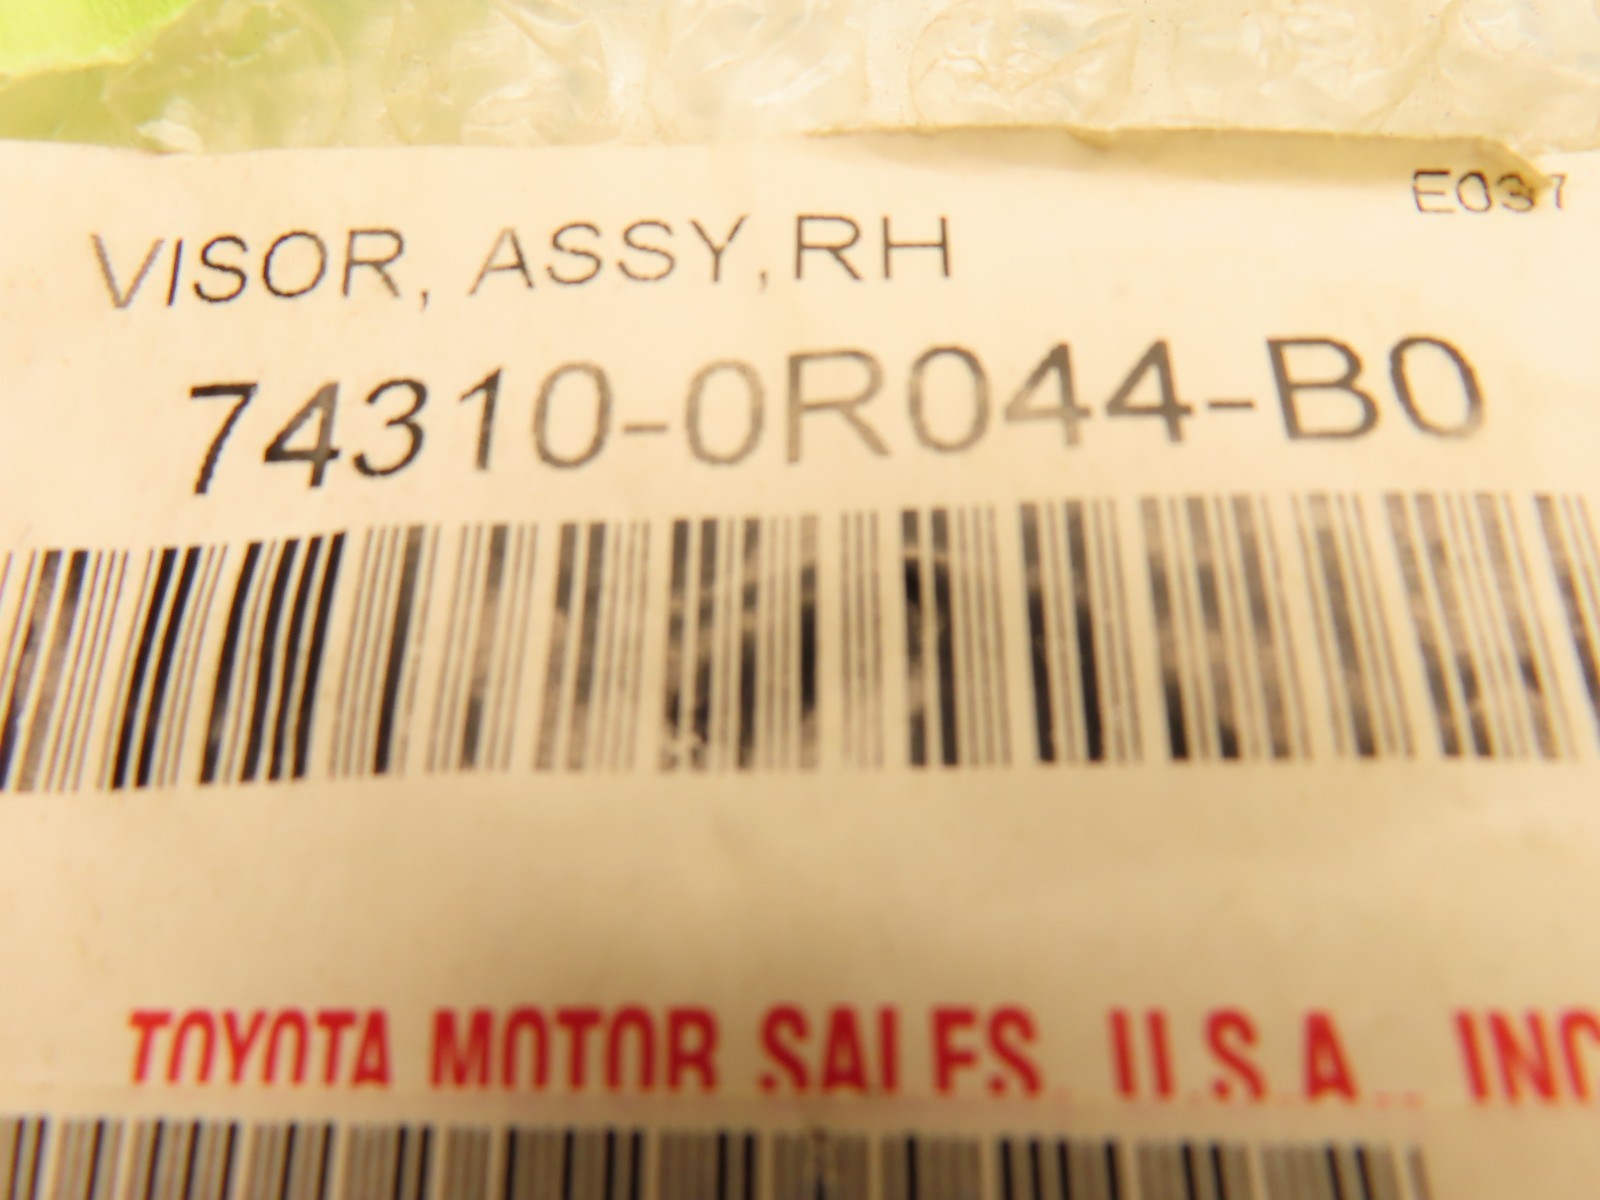 E037
VISOR, ASSY,RH
74310-0R044-B0
TOYOTA MOTOR SALES, U.S.A., INC